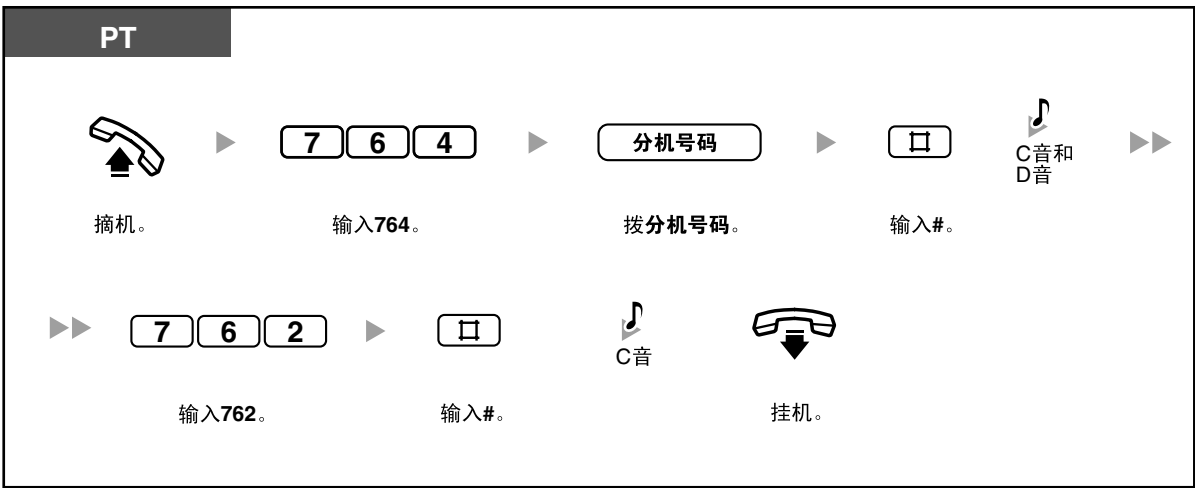 PT
7 6 4
分机号码
#
C音和
D音
摘机。
输入764。
拨分机号码。
输入#。
7 6 2
#
C音
输入762。
输入#。
挂机。